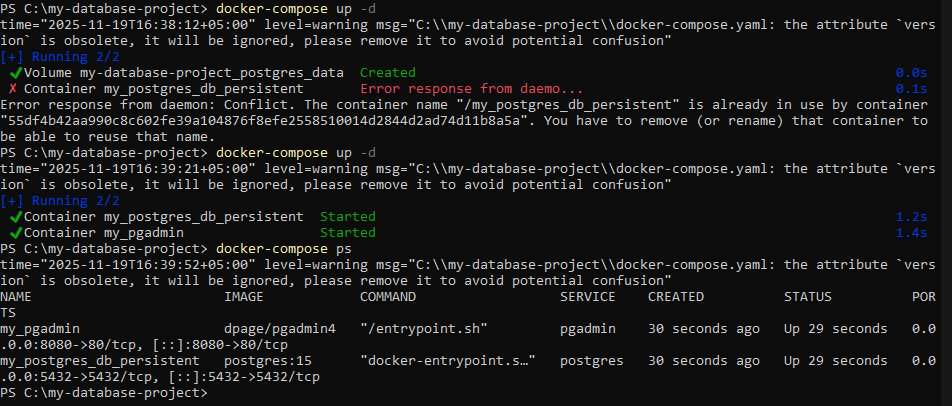 PS C:\my-database-project> docker-compose up -d
time="2025-11-19T16:38:12+05:00" level=warning msg="C:\\my-database-project\\docker-compose.yaml: the attribute `vers
ion` is obsolete, it will be ignored, please remove it to avoid potential confusion"
[+] Running 2/2
✔Volume my-database-project_postgres_data  Created 0.0s
✘ Container my_postgres_db_persistent Error response from daemo... 0.1s
Error response from daemon: Conflict. The container name "/my_postgres_db_persistent" is already in use by container
"55df4b42aa990c8c602fe39a104876f8efe2558510014d2844d2ad74d11b8a5a". You have to remove (or rename) that container to
be able to reuse that name.
PS C:\my-database-project> docker-compose up -d
time="2025-11-19T16:39:21+05:00" level=warning msg="C:\\my-database-project\\docker-compose.yaml: the attribute `vers
ion` is obsolete, it will be ignored, please remove it to avoid potential confusion"
[+] Running 2/2
✔Container my_postgres_db_persistent  Started 1.2s
✔Container my_pgadmin Started 1.4s
PS C:\my-database-project> docker-compose ps
time="2025-11-19T16:39:52+05:00" level=warning msg="C:\\my-database-project\\docker-compose.yaml: the attribute `vers
ion` is obsolete, it will be ignored, please remove it to avoid potential confusion"
NAME IMAGE COMMAND SERVICE CREATED STATUS POR
TS
my_pgadmin dpage/pgadmin4 "/entrypoint.sh" pgadmin 30 seconds ago Up 29 seconds 0.0
.0.0:8080->80/tcp, [::]:8080->80/tcp
my_postgres_db_persistent postgres:15 "docker-entrypoint.s…" postgres 30 seconds ago Up 29 seconds 0.0
.0.0:5432->5432/tcp, [::]:5432->5432/tcp
PS C:\my-database-project>